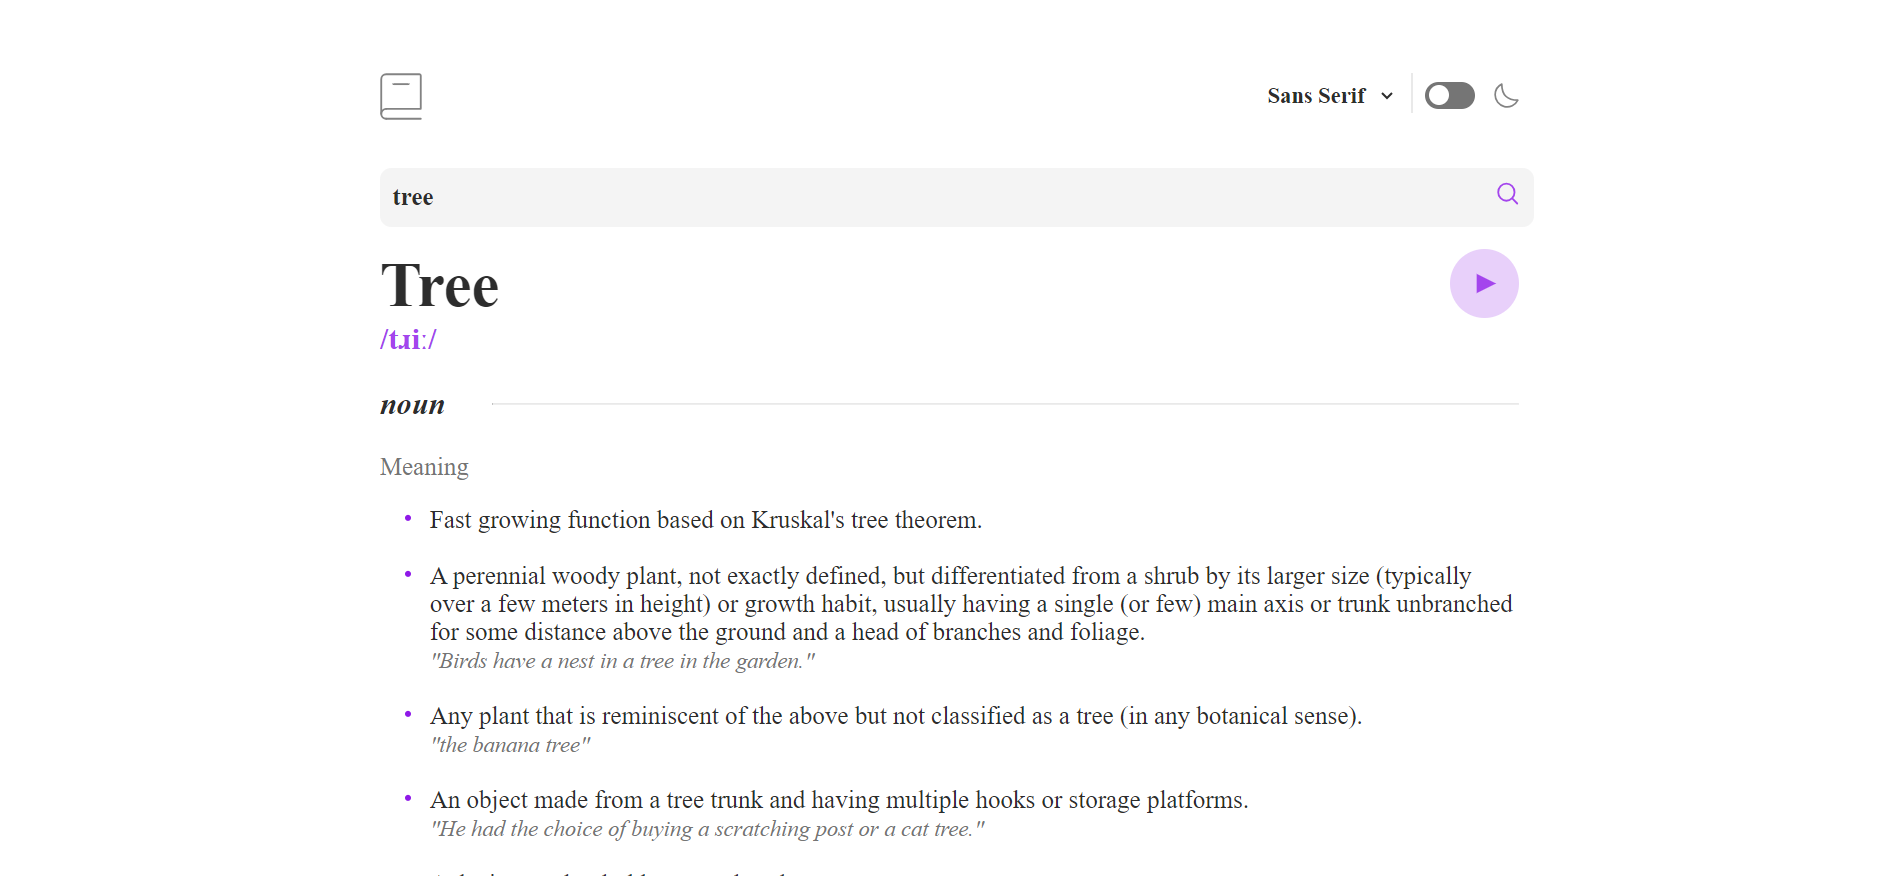 Sans Serif
tree
Tree
/tɹiː/
noun
Meaning
Fast growing function based on Kruskal's tree theorem.
A perennial woody plant, not exactly defined, but differentiated from a shrub by its larger size (typically
over a few meters in height) or growth habit, usually having a single (or few) main axis or trunk unbranched
for some distance above the ground and a head of branches and foliage.
"Birds have a nest in a tree in the garden."
Any plant that is reminiscent of the above but not classified as a tree (in any botanical sense).
"the banana tree"
An object made from a tree trunk and having multiple hooks or storage platforms.
"He had the choice of buying a scratching post or a cat tree."